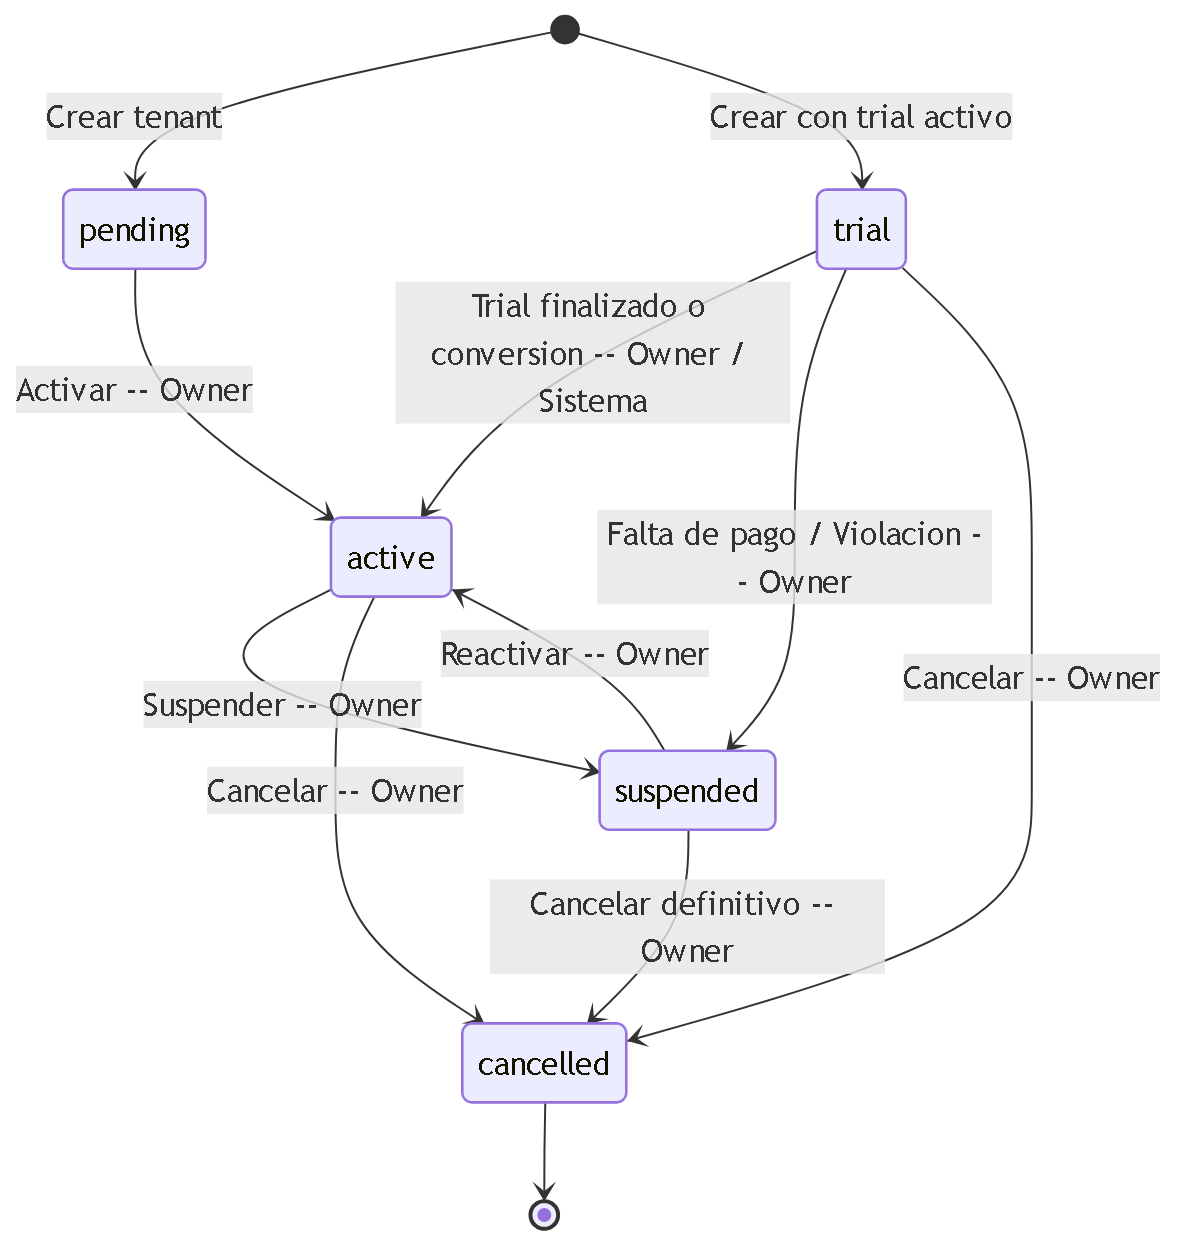 Crear tenant
Crear con trial activo
pending
trial
Trial finalizado o
conversion -- Owner /
Sistema
Activar -- Owner
Falta de pago / Violacion -
- Owner
active
Reactivar -- Owner
Cancelar -- Owner
Suspender -- Owner
Cancelar -- Owner
suspended
Cancelar definitivo --
Owner
cancelled